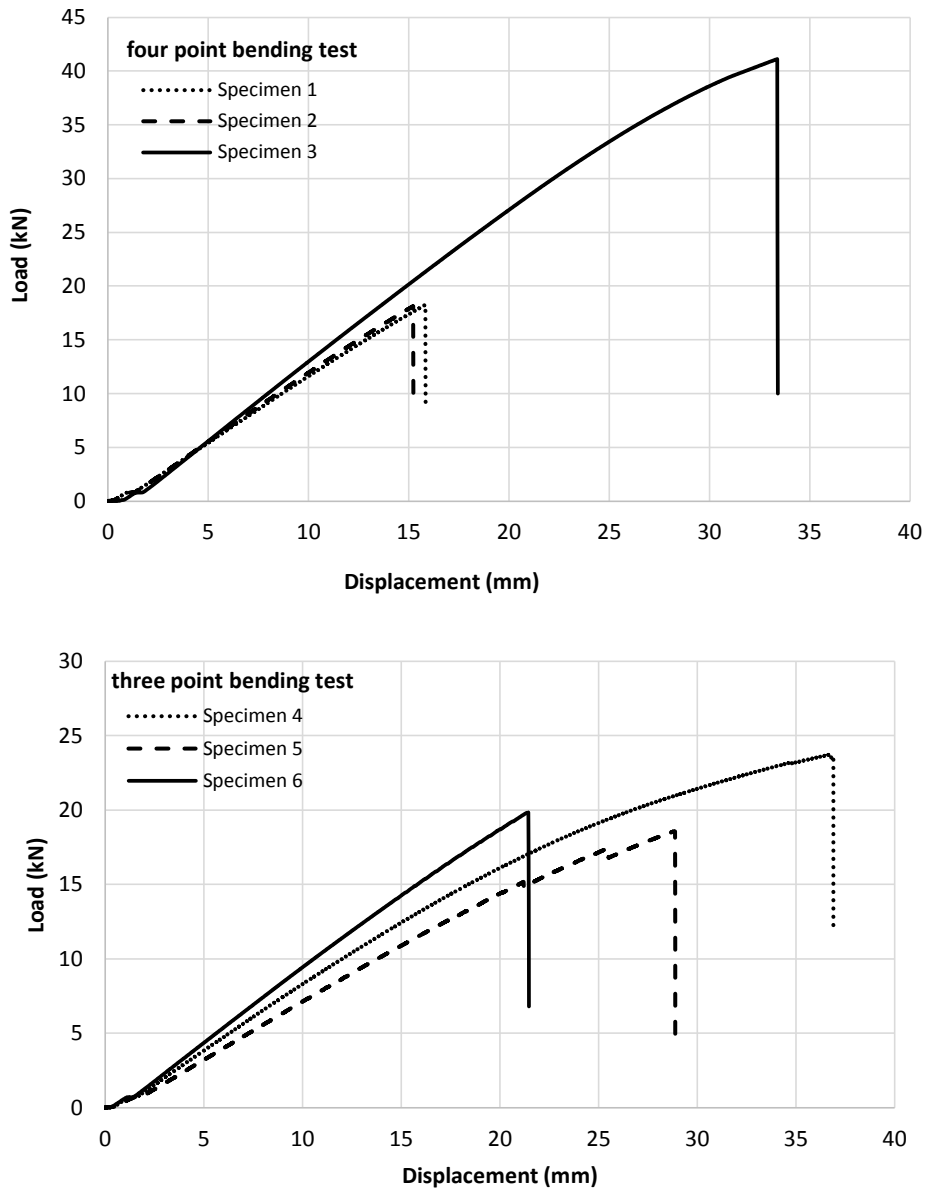 45
40
35
30
25
20
15
10
5
0
Load (kN)
four point bending test
Specimen 1
Specimen 2
Specimen 3
0 5 10 15 20 25 30 35 40
Displacement (mm)
30
25
20
15
10
5
0
Load (kN)
three point bending test
Specimen 4
Specimen 5
Specimen 6
0 5 10 15 20 25 30 35 40
Displacement (mm)